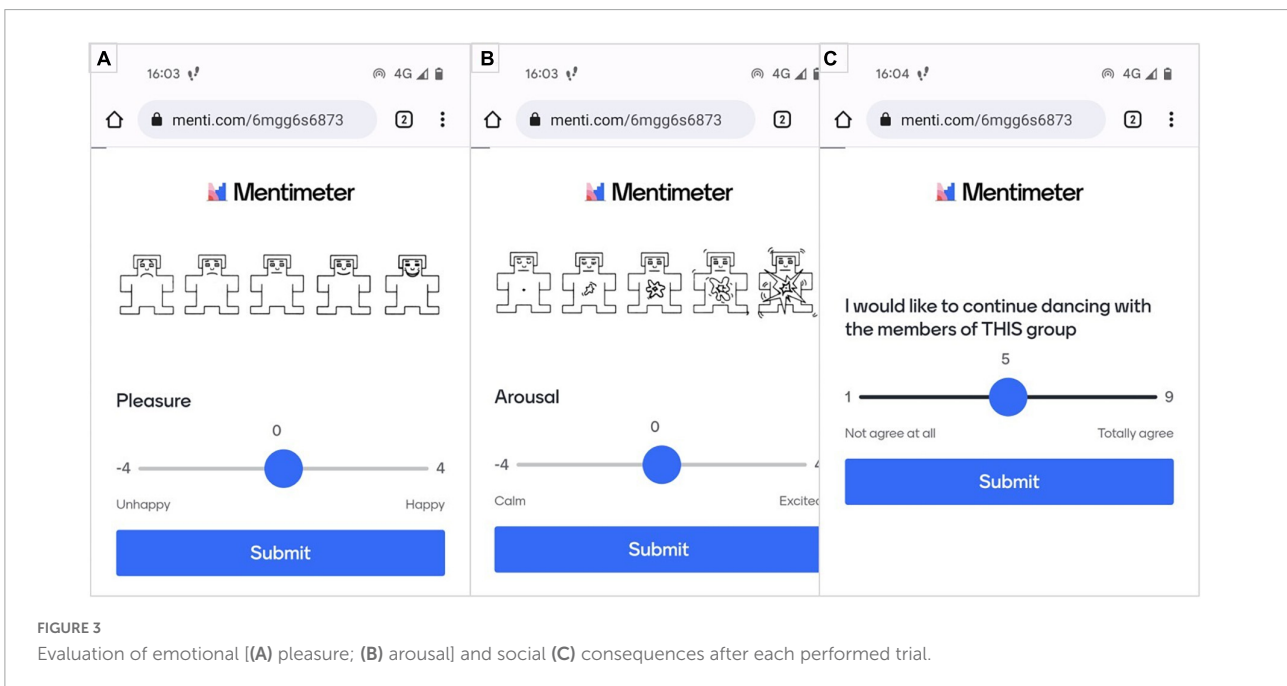 A
16:03
4G
menti.com/6mgg6s6873
2
Mentimeter
Pleasure
0
-4
4
Unhappy
Happy
Submit
B
16:03
4G
menti.com/6mgg6s6873
2
Mentimeter
Arousal
0
-4
4
Calm
Excited
Submit
C
16:04
4G
menti.com/6mgg6s6873
2
Mentimeter
I would like to continue dancing with
the members of THIS group
5
1
9
Not agree at all
Totally agree
Submit
FIGURE 3
Evaluation of emotional [(A) pleasure; (B) arousal] and social (C) consequences after each performed trial.